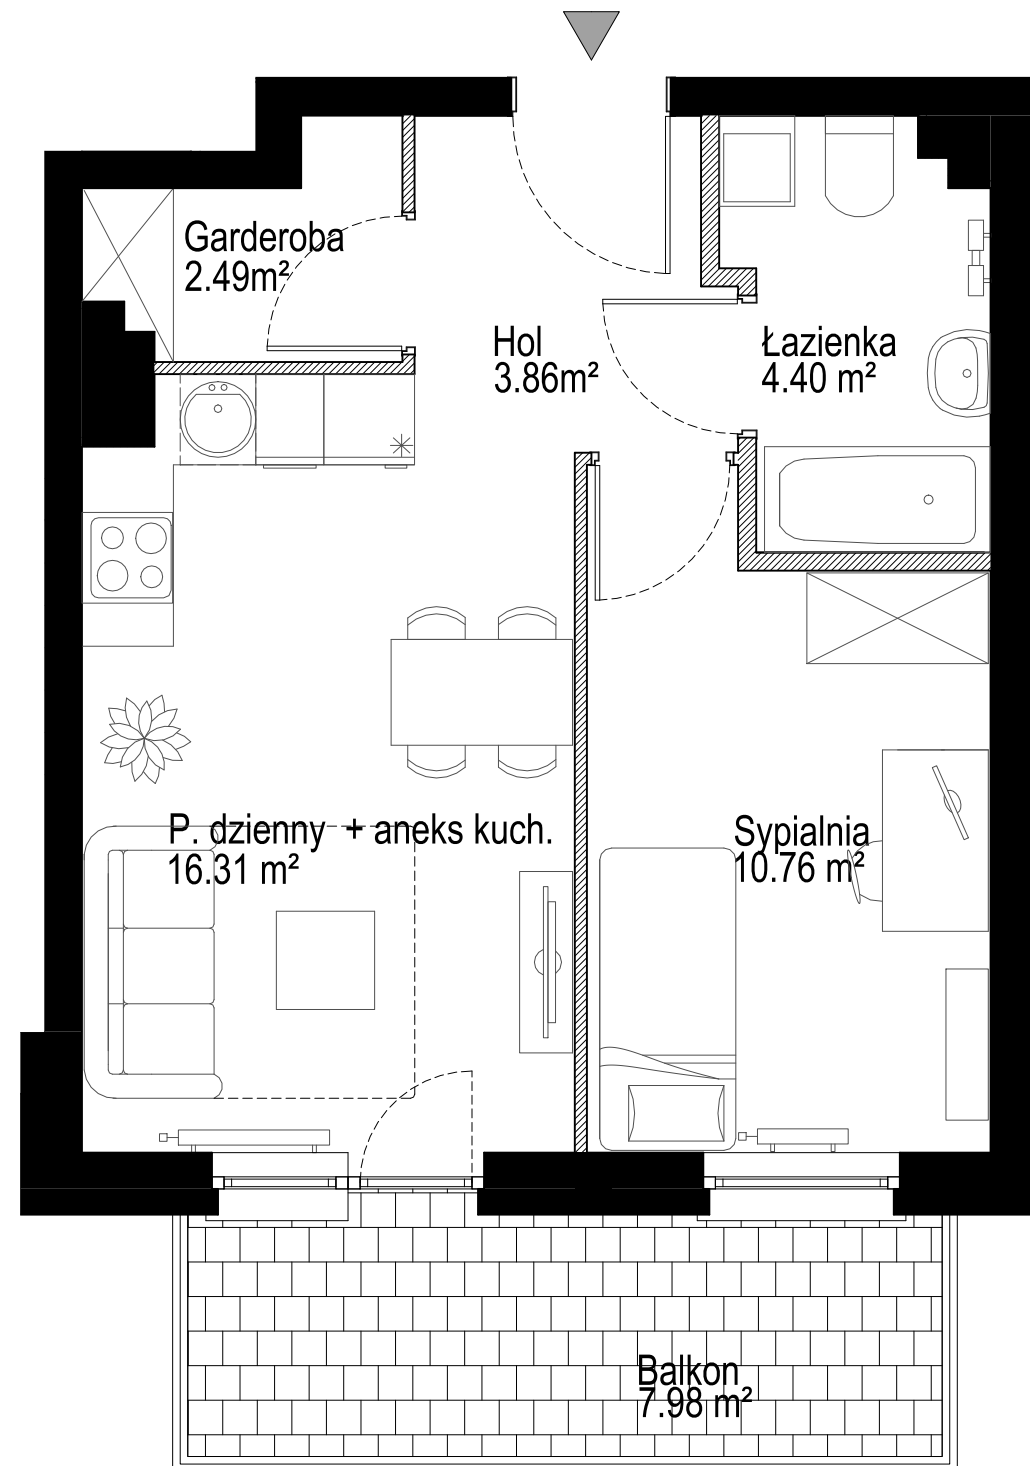 Garderoba
2.49m²
Hol
3.86m²
Łazienka
4.40 m²
P. dzienny + aneks kuch.
16.31 m²
Sypialnia
10.76 m²
Balkon
7.98 m²